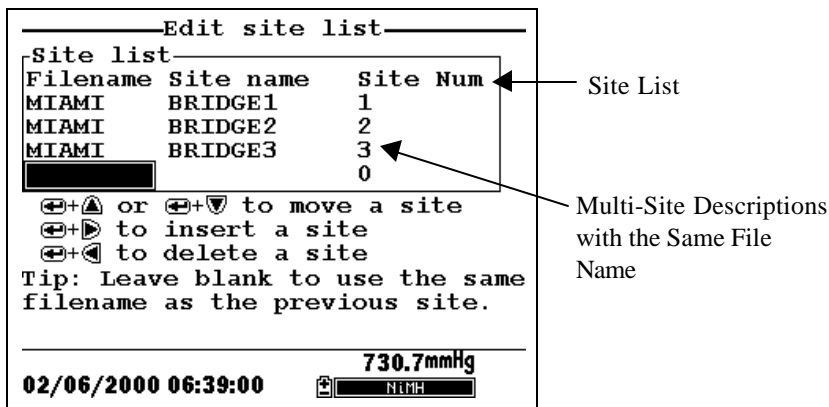 Edit site list
Site list
Filename Site name Site Num
MIAMI BRIDGE1 1
MIAMI BRIDGE2 2
MIAMI BRIDGE3 3
0
+ or + to move a site
+ to insert a site
+ to delete a site
Tip: Leave blank to use the same
filename as the previous site.
730.7mmHg
02/06/2000 06:39:00 NiMH
Site List
Multi-Site Descriptions
with the Same File
Name